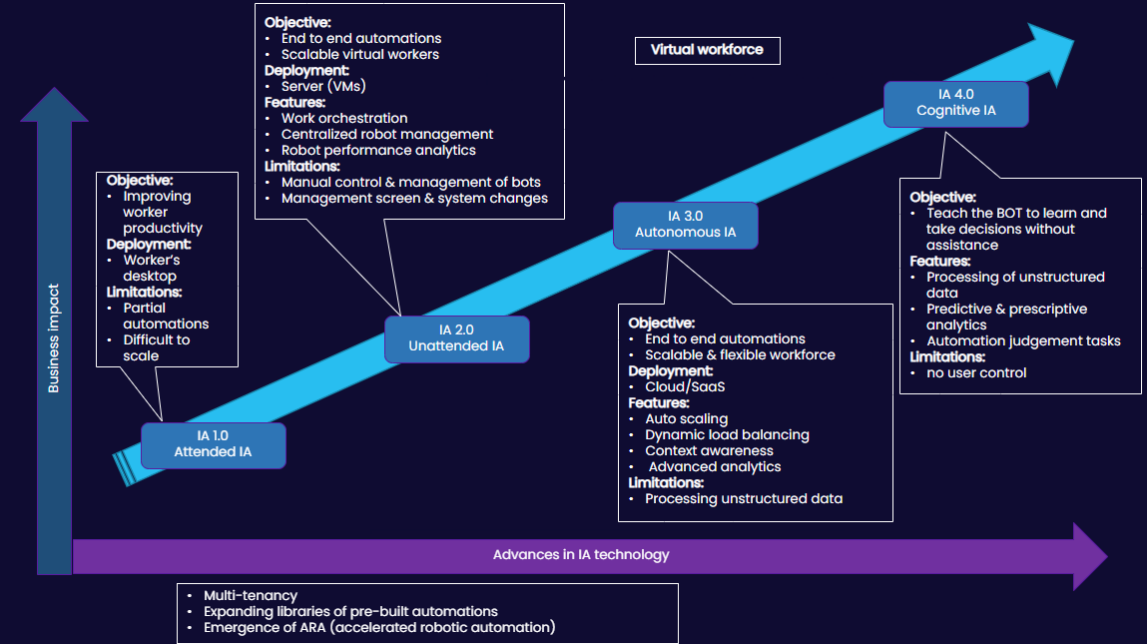 Objective:
• End to end automations
• Scalable virtual workers
Deployment:
• Server (VMs)
Features:
• Work orchestration
• Centralized robot management
• Robot performance analytics
Limitations:
• Manual control & management of bots
• Management screen & system changes
Virtual workforce
IA 4.0
Cognitive IA
Objective:
• Improving
worker
productivity
Deployment:
• Worker's
desktop
Limitations:
• Partial
automations
• Difficult to
scale
IA 3.0
Autonomous IA
Objective:
• Teach the BOT to learn and
take decisions without
assistance
Features:
• Processing of unstructured
data
• Predictive & prescriptive
analytics
• Automation judgement tasks
Limitations:
• no user control
Business impact
IA 2.0
Unattended IA
Objective:
• End to end automations
• Scalable & flexible workforce
Deployment:
• Cloud/SaaS
Features:
• Auto scaling
• Dynamic load balancing
• Context awareness
• Advanced analytics
Limitations:
• Processing unstructured data
IA 1.0
Attended IA
Advances in IA technology
• Multi-tenancy
• Expanding libraries of pre-built automations
• Emergence of ARA (accelerated robotic automation)